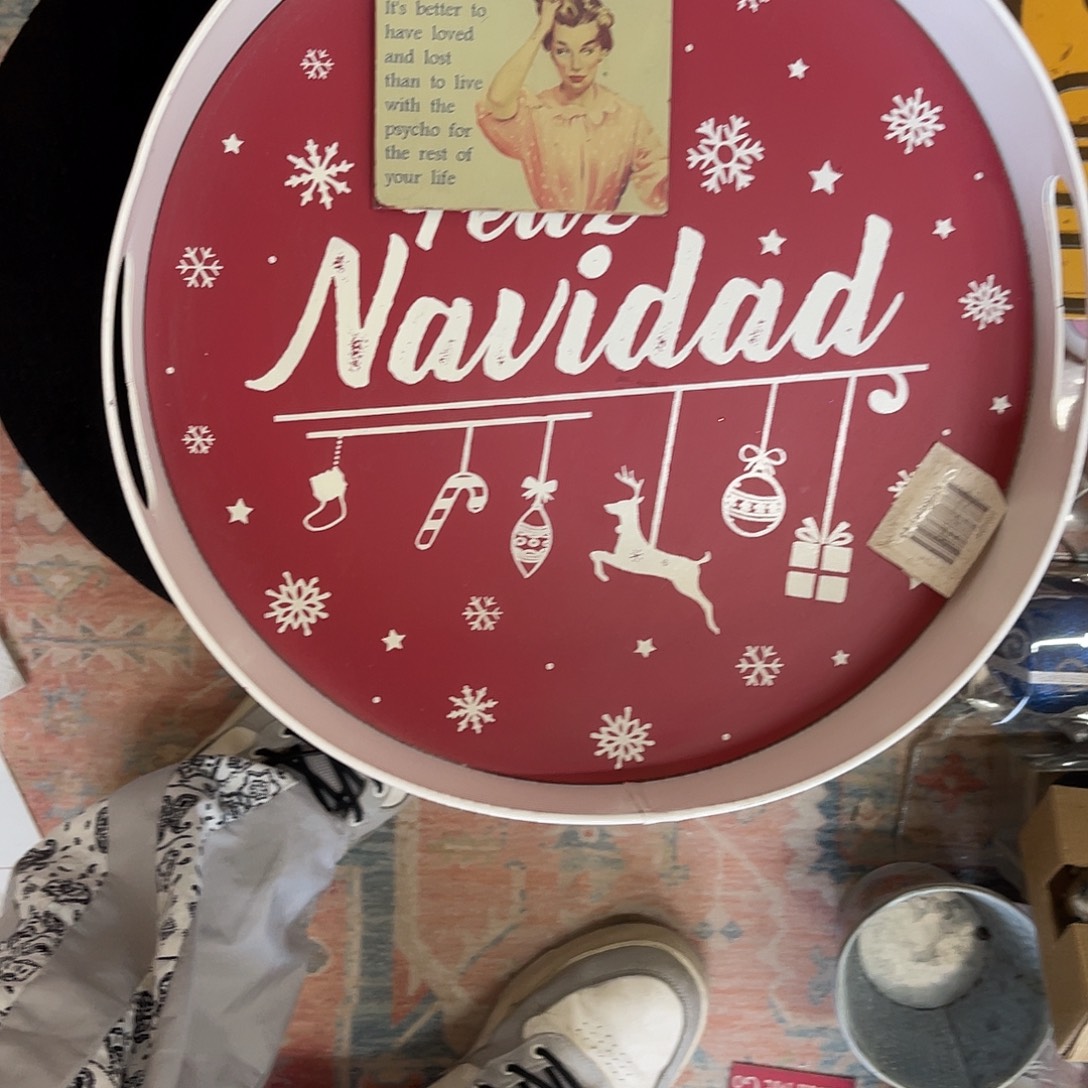 It's better to
have loved
and lost
than to live
with the
psycho for
the rest of
your life
Feliz
Navidad